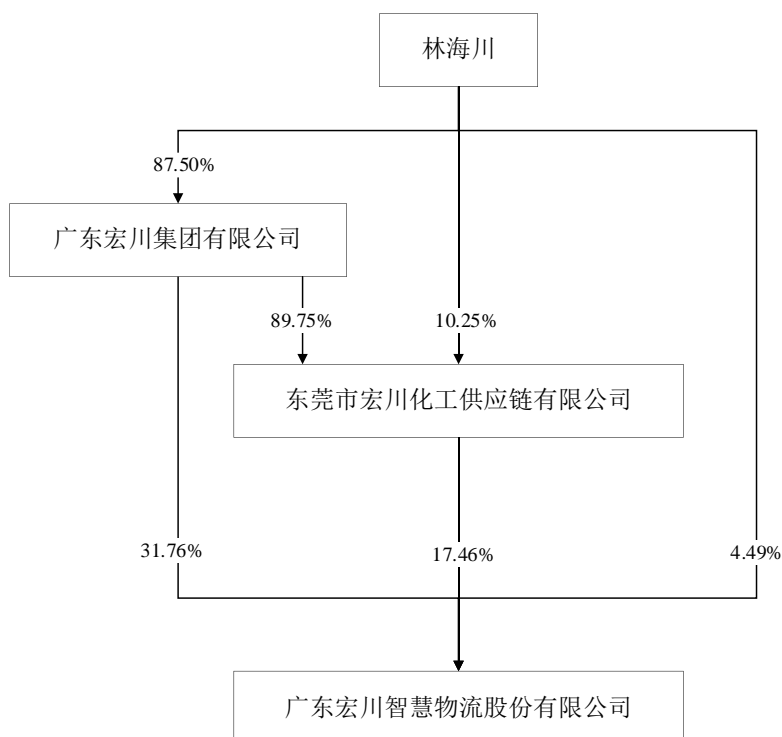 林海川
87.50%
广东宏川集团有限公司
89.75%
10.25%
东莞市宏川化工供应链有限公司
31.76%
17.46%
4.49%
广东宏川智慧物流股份有限公司